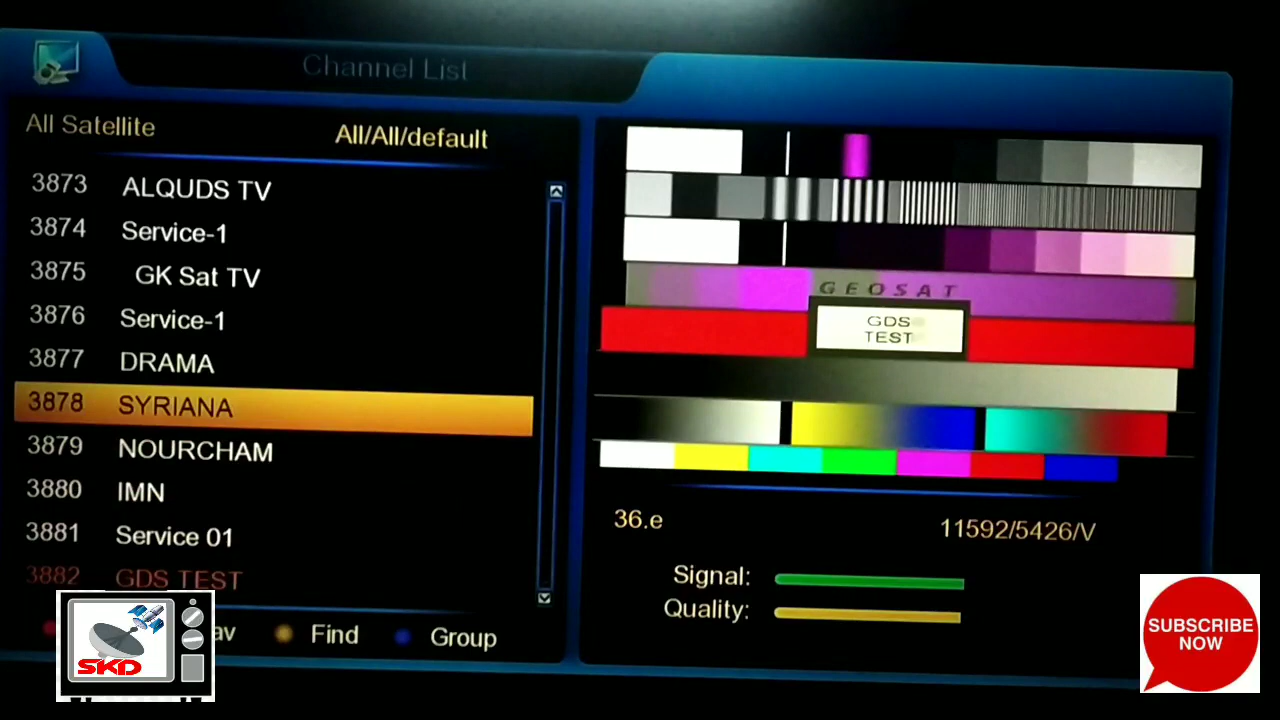 Channel List
All Satellite
All/All/default
3873 ALQUDS TV
3874 Service-1
3875 GK Sat TV
3876 Service-1
3877 DRAMA
3878 SYRIANA
3879 NOURCHAM
3880 IMN
3881 Service 01
3882 GDS TEST
av
Find
Group
GEOSAT
GDS
TEST
36.e
11592/5426/V
Signal:
Quality:
SKD
SUBSCRIBE
NOW